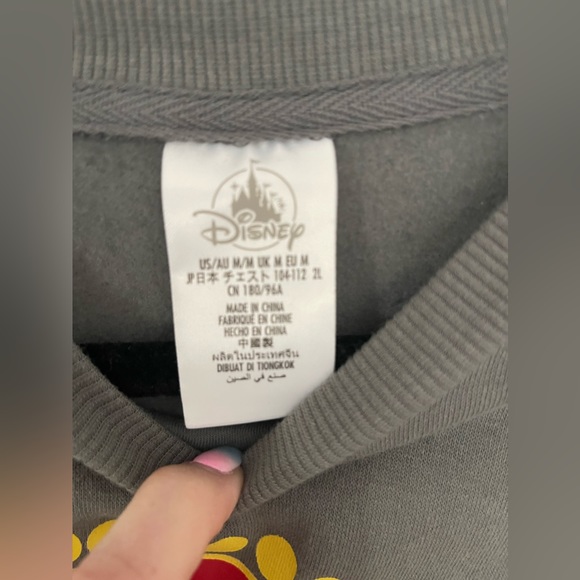 Disney
US/AU M/M UK M EU M
JP日本 チェスト 104-112 2L
CN 180/96A
MADE IN CHINA
FABRIQUÉ EN CHINE
HECHO EN CHINA
中國製
ผลิตในประเทศจีน
DIBUAT DI TIONGKOK
صنع في الصين